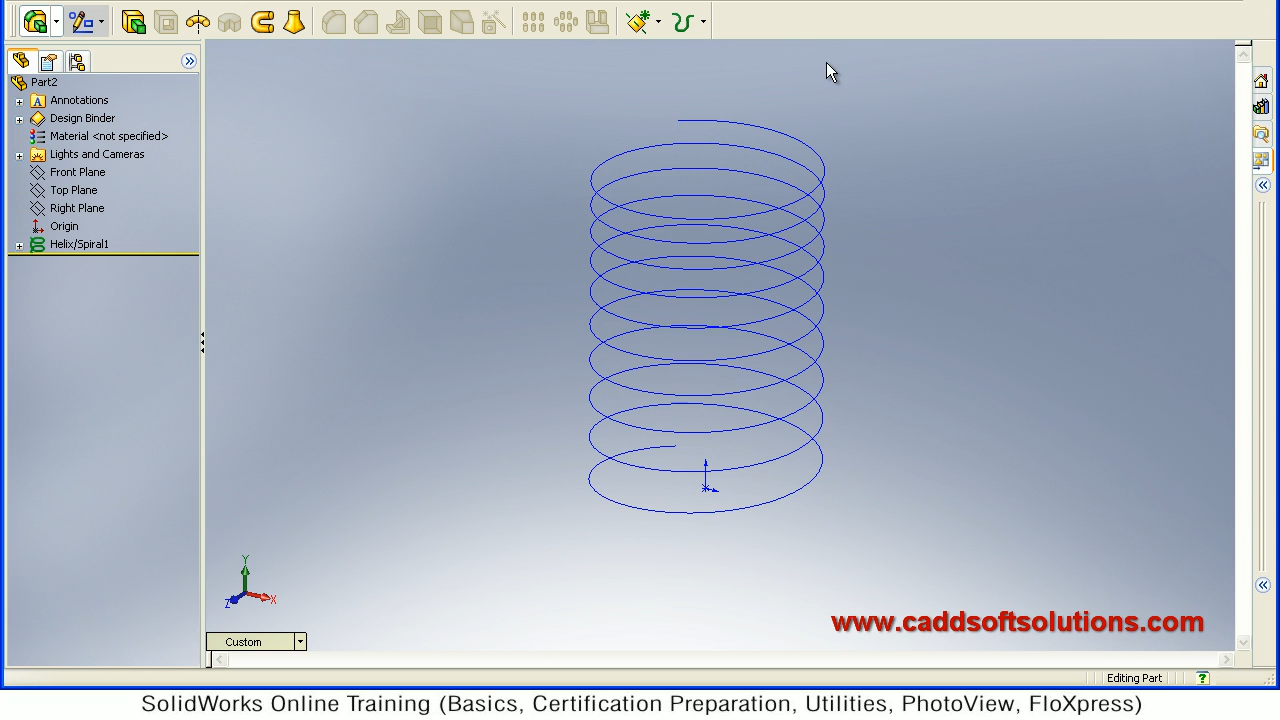 Part2
Annotations
Design Binder
Material <not specified>
Lights and Cameras
Front Plane
Top Plane
Right Plane
Origin
Helix/Spiral1
Y
X
Z
Custom
www.caddsoftsolutions.com
Editing Part
SolidWorks Online Training (Basics, Certification Preparation, Utilities, PhotoView, FloXpress)